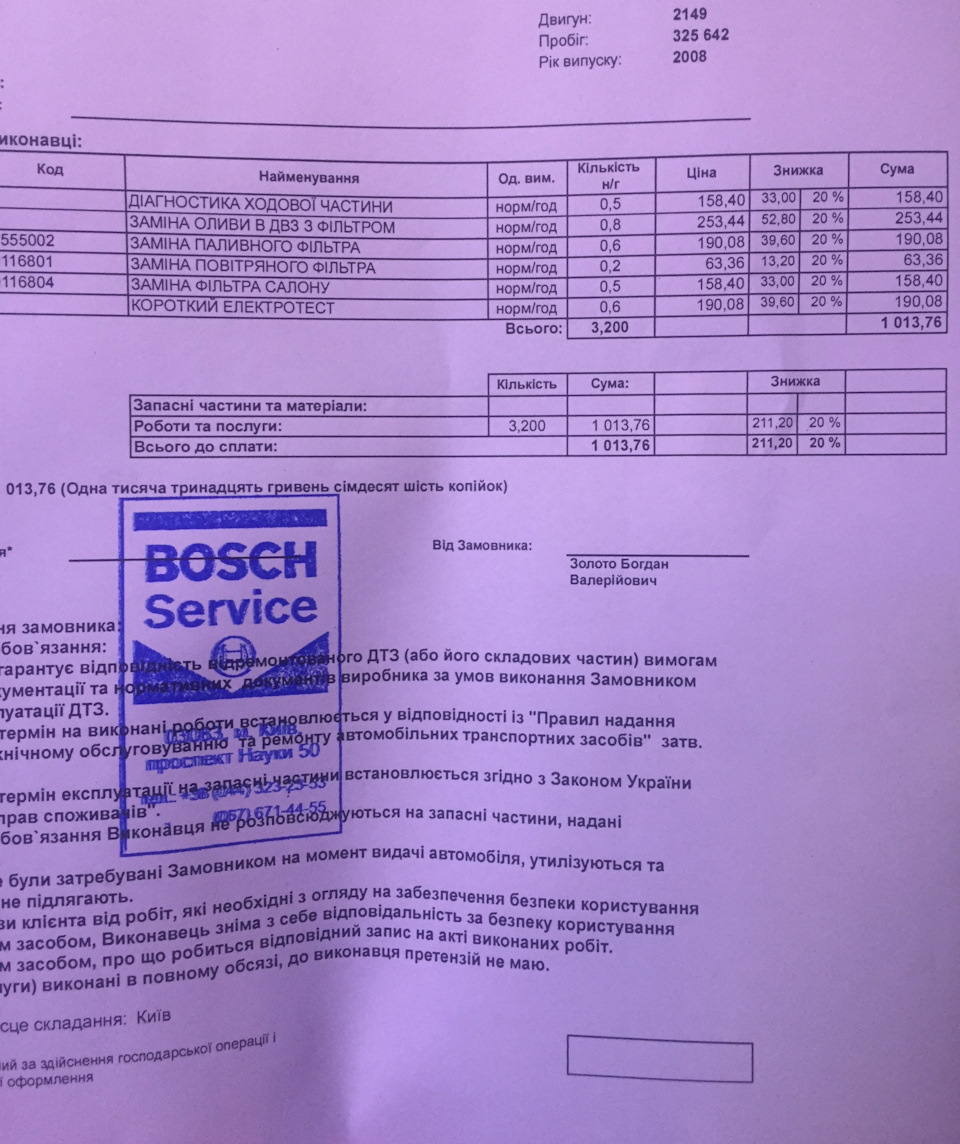 Двигун: 2149
Пробіг: 325 642
Рік випуску: 2008
:
:
иконавці:
Код Найменування Од. вим. Кількість н/г Ціна Знижка Сума
ДІАГНОСТИКА ХОДОВОЇ ЧАСТИНИ норм/год 0,5 158,40 33,00 20 % 158,40
ЗАМІНА ОЛИВИ В ДВЗ З ФІЛЬТРОМ норм/год 0,8 253,44 52,80 20 % 253,44
555002 ЗАМІНА ПАЛИВНОГО ФІЛЬТРА норм/год 0,6 190,08 39,60 20 % 190,08
116801 ЗАМІНА ПОВІТРЯНОГО ФІЛЬТРА норм/год 0,2 63,36 13,20 20 % 63,36
116804 ЗАМІНА ФІЛЬТРА САЛОНУ норм/год 0,5 158,40 33,00 20 % 158,40
КОРОТКИЙ ЕЛЕКТРОТЕСТ норм/год 0,6 190,08 39,60 20 % 190,08
Всього: 3,200 1 013,76
Кількість Сума: Знижка
Запасні частини та матеріали:
Роботи та послуги: 3,200 1 013,76 211,20 20 %
Всього до сплати: 1 013,76 211,20 20 %
013,76 (Одна тисяча тринадцять гривень сімдесят шість копійок)
я* Від Замовника:
Золото Богдан
Валерійович
BOSCH
Service
03083, м. Київ,
проспект Науки 50
тел.: +38 (044) 323-23-53
(067) 671-44-55
ня замовника:
бов`язання:
гарантує відповідність відремонтованого ДТЗ (або його складових частин) вимогам
кументації та нормативних документів виробника за умов виконання Замовником
луатації ДТЗ.
термін на виконані роботи встановлюється у відповідності із "Правил надання
хнічному обслуговуванню та ремонту автомобільних транспортних засобів" затв.
термін експлуатації на запасні частини встановлюється згідно з Законом України
прав споживачів".
бов`язання Виконавця не розповсюджуються на запасні частини, надані
е були затребувані Замовником на момент видачі автомобіля, утилізуються та
не підлягають.
ви клієнта від робіт, які необхідні з огляду на забезпечення безпеки користування
м засобом, Виконавець зніма з себе відповідальність за безпеку користування
м засобом, про що робиться відповідний запис на акті виконаних робіт.
луги) виконані в повному обсязі, до виконавця претензій не маю.
сце складання: Київ
ний за здійснення господарської операції і
ї оформлення